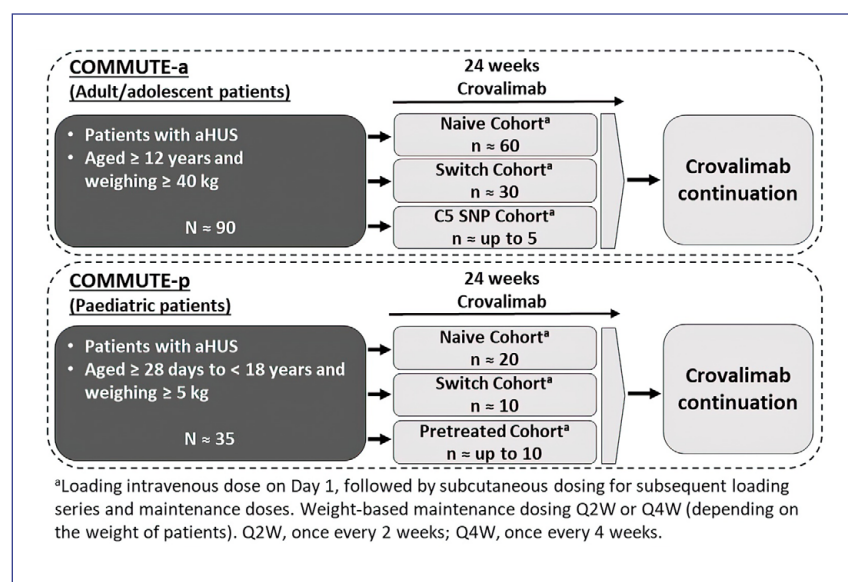 COMMUTE-a
(Adult/adolescent patients)
24 weeks
Crovalimab
• Patients with aHUS
• Aged ≥ 12 years and
weighing ≥ 40 kg
N ≈ 90
Naive Cohortᵃ
n ≈ 60
Switch Cohortᵃ
n ≈ 30
C5 SNP Cohortᵃ
n ≈ up to 5
Crovalimab
continuation
COMMUTE-p
(Paediatric patients)
24 weeks
Crovalimab
• Patients with aHUS
• Aged ≥ 28 days to < 18 years and
weighing ≥ 5 kg
N ≈ 35
Naive Cohortᵃ
n ≈ 20
Switch Cohortᵃ
n ≈ 10
Pretreated Cohortᵃ
n ≈ up to 10
Crovalimab
continuation
ᵃLoading intravenous dose on Day 1, followed by subcutaneous dosing for subsequent loading
series and maintenance doses. Weight-based maintenance dosing Q2W or Q4W (depending on
the weight of patients). Q2W, once every 2 weeks; Q4W, once every 4 weeks.